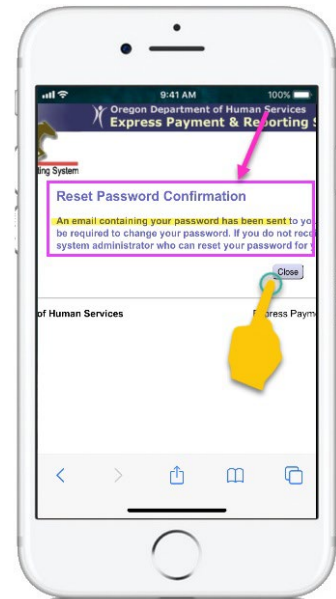 9:41 AM 100%
Oregon Department of Human Services
Express Payment & Reporting S
ting System
Reset Password Confirmation
An email containing your password has been sent to you
be required to change your password. If you do not rece
system administrator who can reset your password for y
Close
of Human Services Express Payme